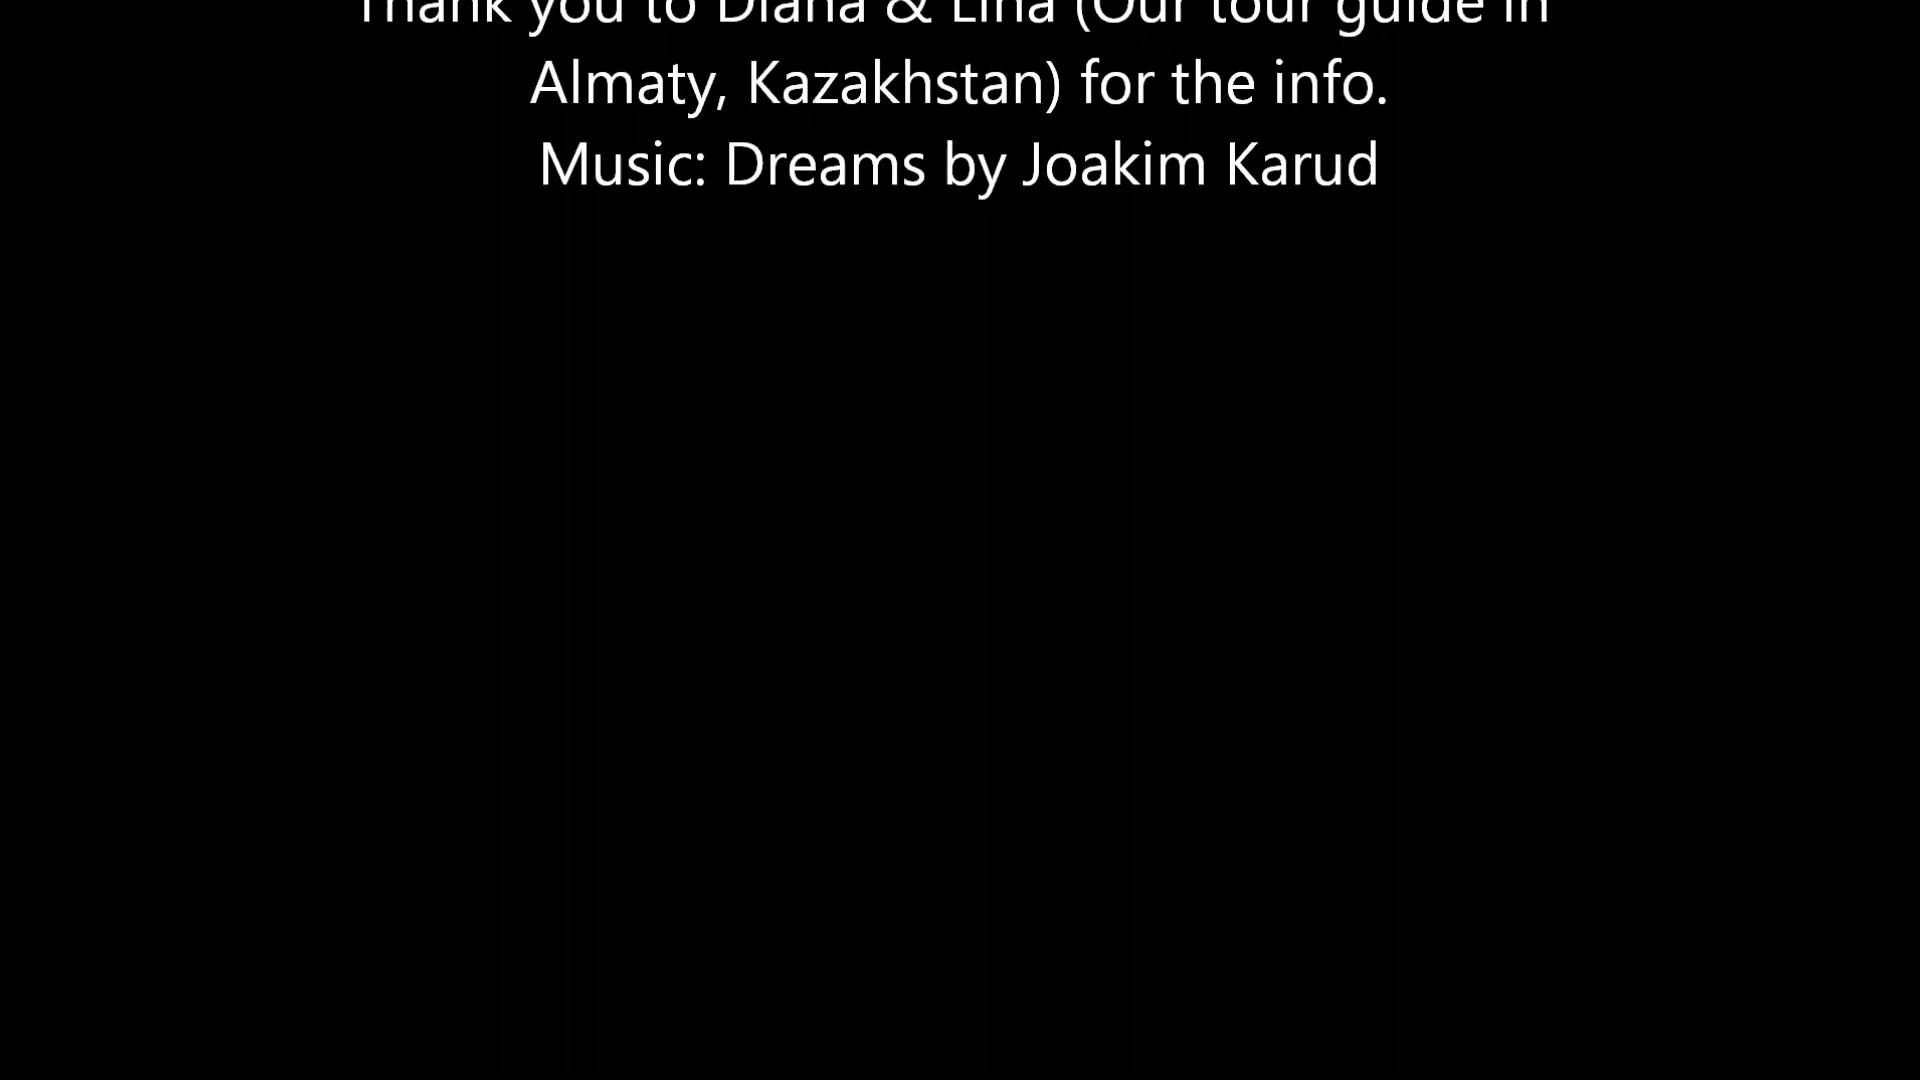 Thank you to Diana & Lina (Our tour guide in
Almaty, Kazakhstan) for the info.
Music: Dreams by Joakim Karud